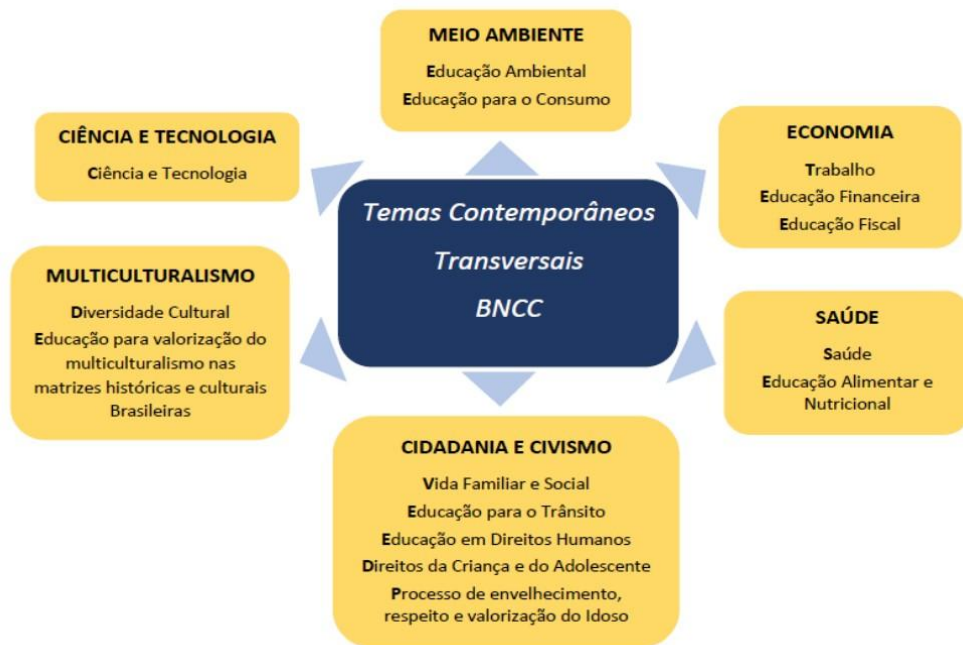 MEIO AMBIENTE
Educação Ambiental
Educação para o Consumo
CIÊNCIA E TECNOLOGIA
Ciência e Tecnologia
ECONOMIA
Trabalho
Educação Financeira
Educação Fiscal
Temas Contemporâneos
Transversais
BNCC
MULTICULTURALISMO
Diversidade Cultural
Educação para valorização do
multiculturalismo nas
matrizes históricas e culturais
Brasileiras
SAÚDE
Saúde
Educação Alimentar e
Nutricional
CIDADANIA E CIVISMO
Vida Familiar e Social
Educação para o Trânsito
Educação em Direitos Humanos
Direitos da Criança e do Adolescente
Processo de envelhecimento,
respeito e valorização do Idoso